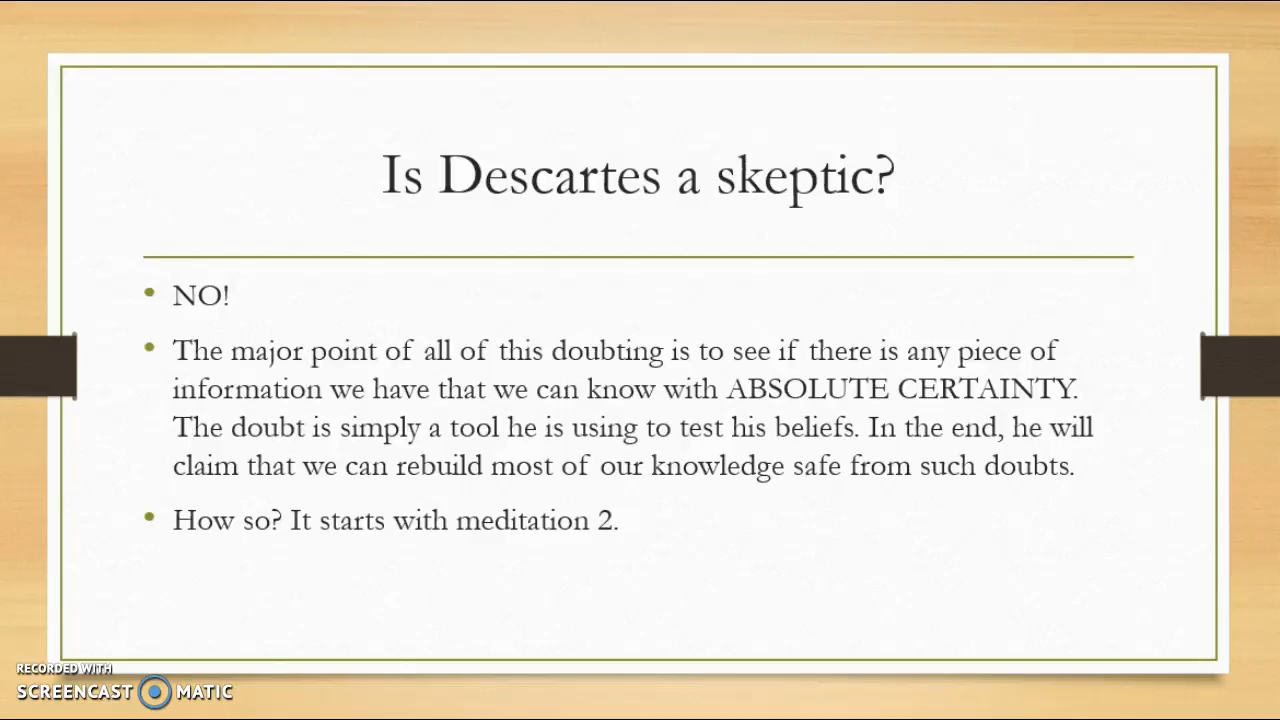 Is Descartes a skeptic?
• NO!
• The major point of all of this doubting is to see if there is any piece of
information we have that we can know with ABSOLUTE CERTAINTY.
The doubt is simply a tool he is using to test his beliefs. In the end, he will
claim that we can rebuild most of our knowledge safe from such doubts.
• How so? It starts with meditation 2.
RECORDED WITH
SCREENCAST MATIC